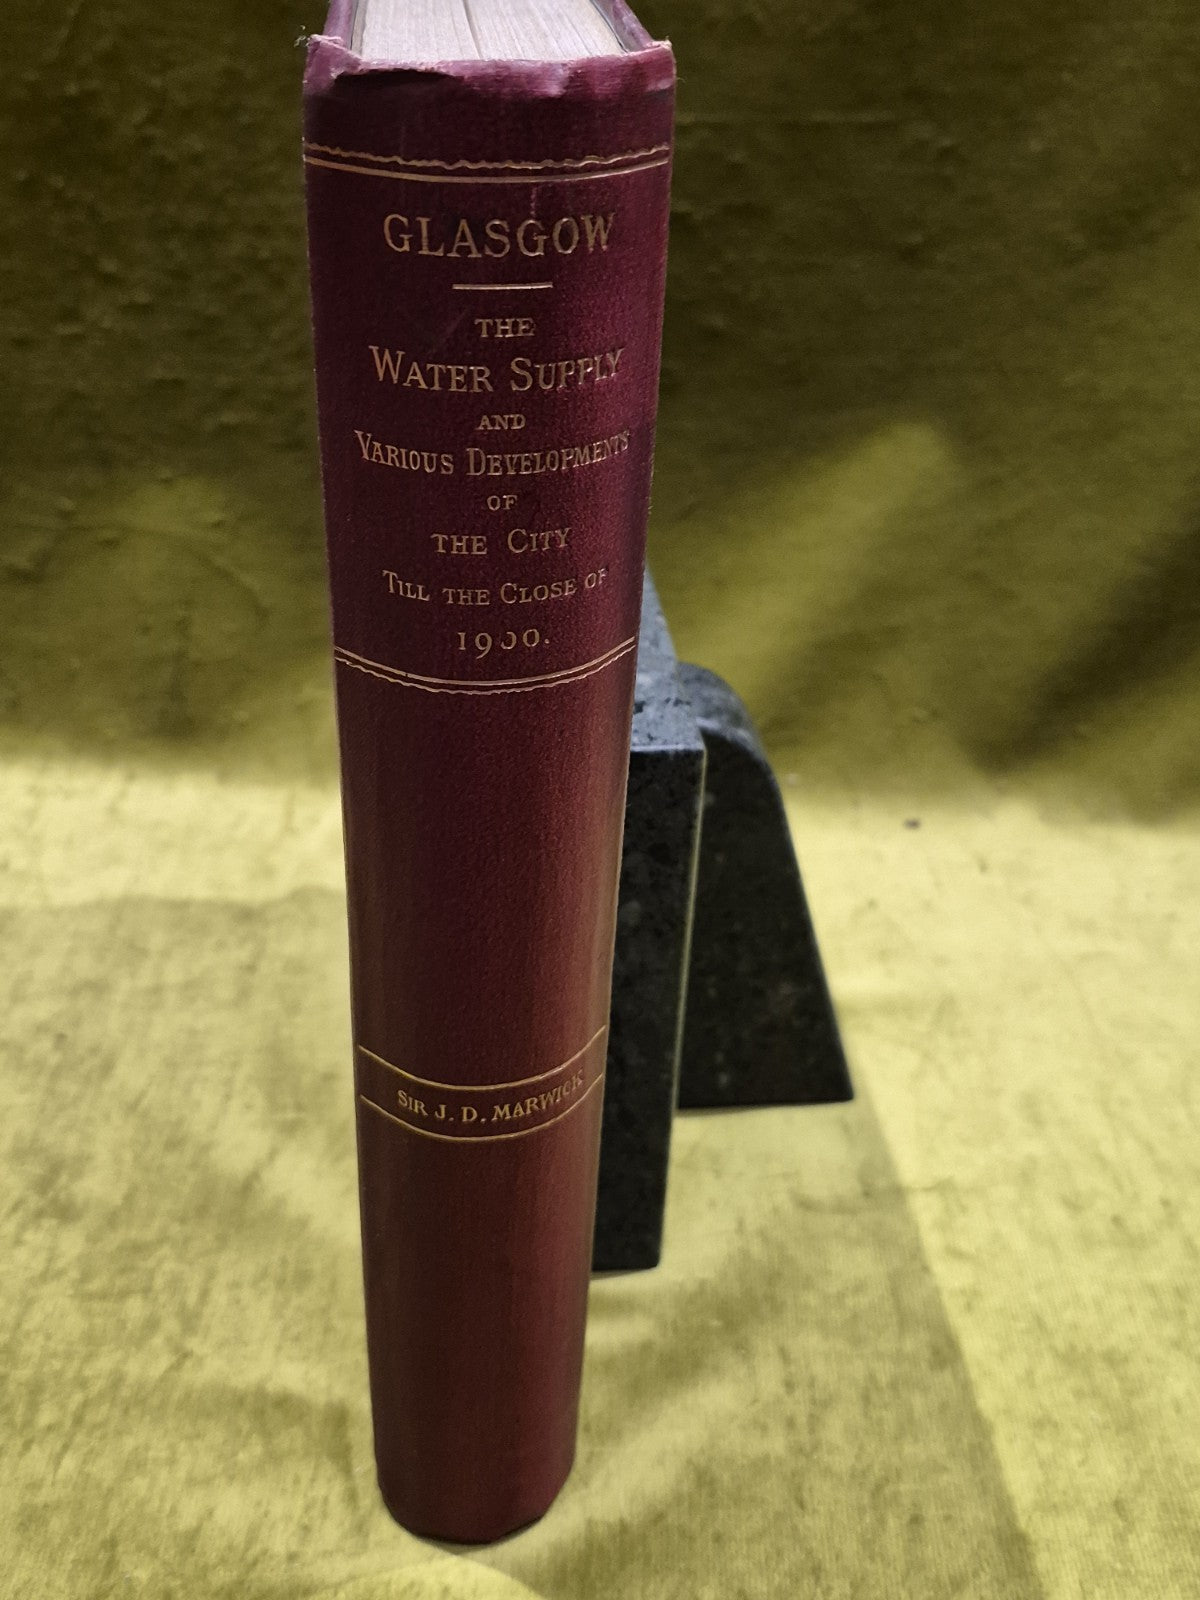 GLASGOW
THE
WATER SUPPLY
AND
VARIOUS DEVELOPMENTS
OF
THE CITY
TILL THE CLOSE OF
1900.
SIR J. D. MARWICK